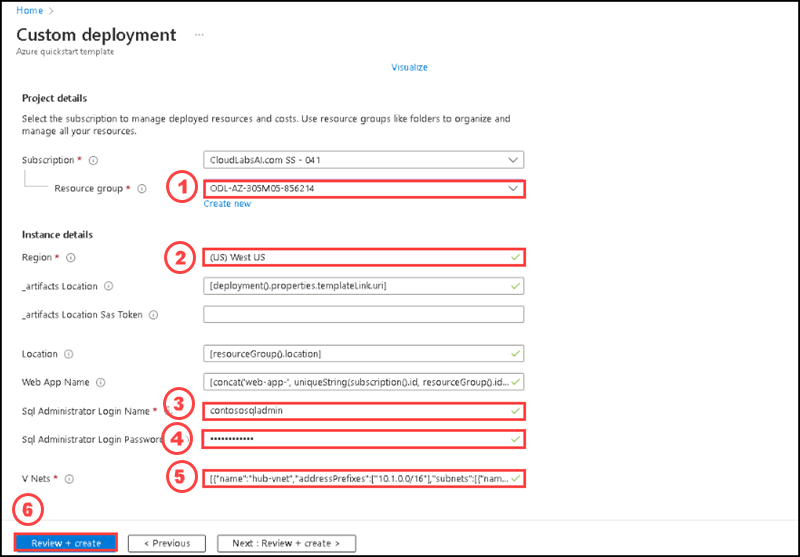 Home >
Custom deployment ...
Azure quickstart template
Visualize
Project details
Select the subscription to manage deployed resources and costs. Use resource groups like folders to organize and
manage all your resources.
Subscription *
CloudLabsAI.com SS - 041
Resource group *
1
ODL-AZ-305M05-856214
Create new
Instance details
Region *
2
(US) West US
_artifacts Location
[deployment().properties.templateLink.uri]
_artifacts Location Sas Token
Location
[resourceGroup().location]
Web App Name
[concat('web-app-', uniqueString(subscription().id, resourceGroup().id...
Sql Administrator Login Name *
3
contososqladmin
Sql Administrator Login Password
4
••••••••••••
V Nets *
5
[{"name":"hub-vnet","addressPrefixes":["10.1.0.0/16"],"subnets":[{"nam...
6
Review + create
< Previous
Next : Review + create >